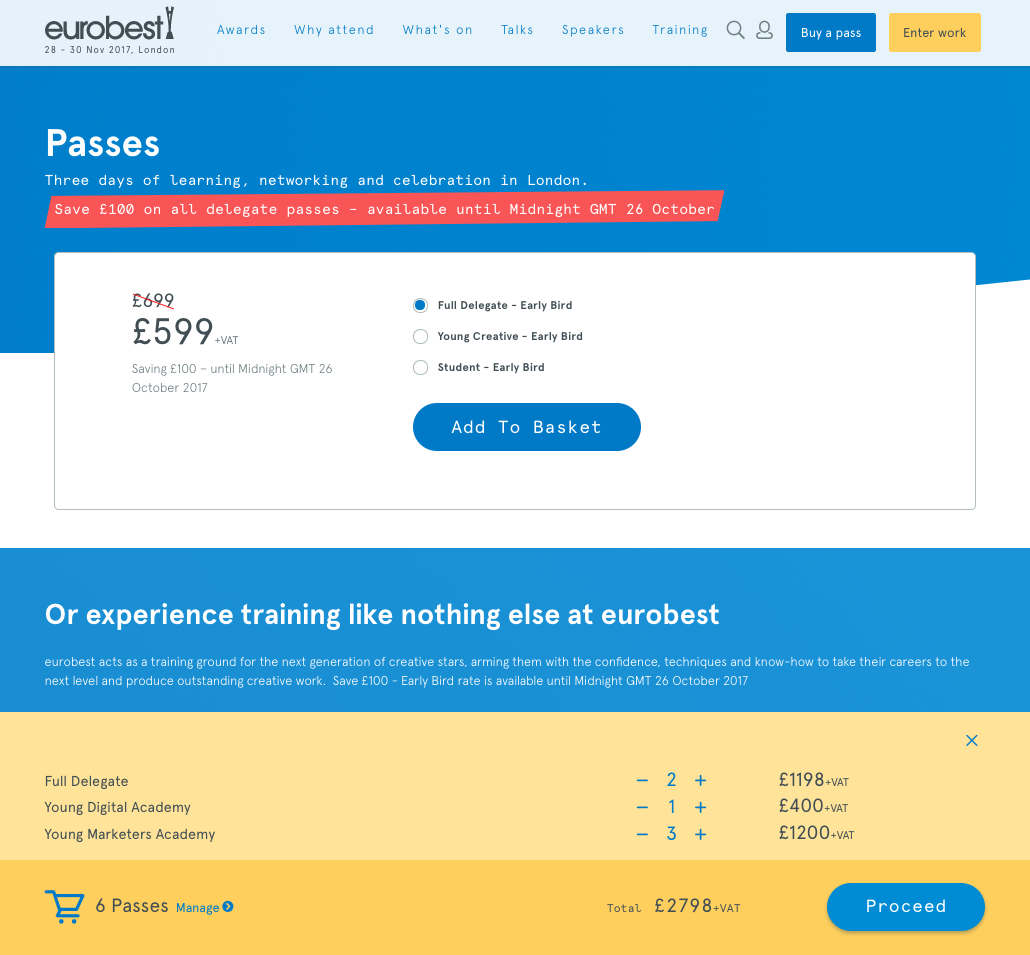 eurobest
28 - 30 Nov 2017, London
Awards
Why attend
What's on
Talks
Speakers
Training
Buy a pass
Enter work
Passes
Three days of learning, networking and celebration in London.
Save £100 on all delegate passes – available until Midnight GMT 26 October
£699
£599+VAT
Saving £100 – until Midnight GMT 26
October 2017
Full Delegate - Early Bird
Young Creative - Early Bird
Student - Early Bird
Add To Basket
Or experience training like nothing else at eurobest
eurobest acts as a training ground for the next generation of creative stars, arming them with the confidence, techniques and know-how to take their careers to the
next level and produce outstanding creative work.  Save £100 - Early Bird rate is available until Midnight GMT 26 October 2017
Full Delegate − 2 + £1198+VAT
Young Digital Academy − 1 + £400+VAT
Young Marketers Academy − 3 + £1200+VAT
6 Passes Manage
Total £2798+VAT
Proceed